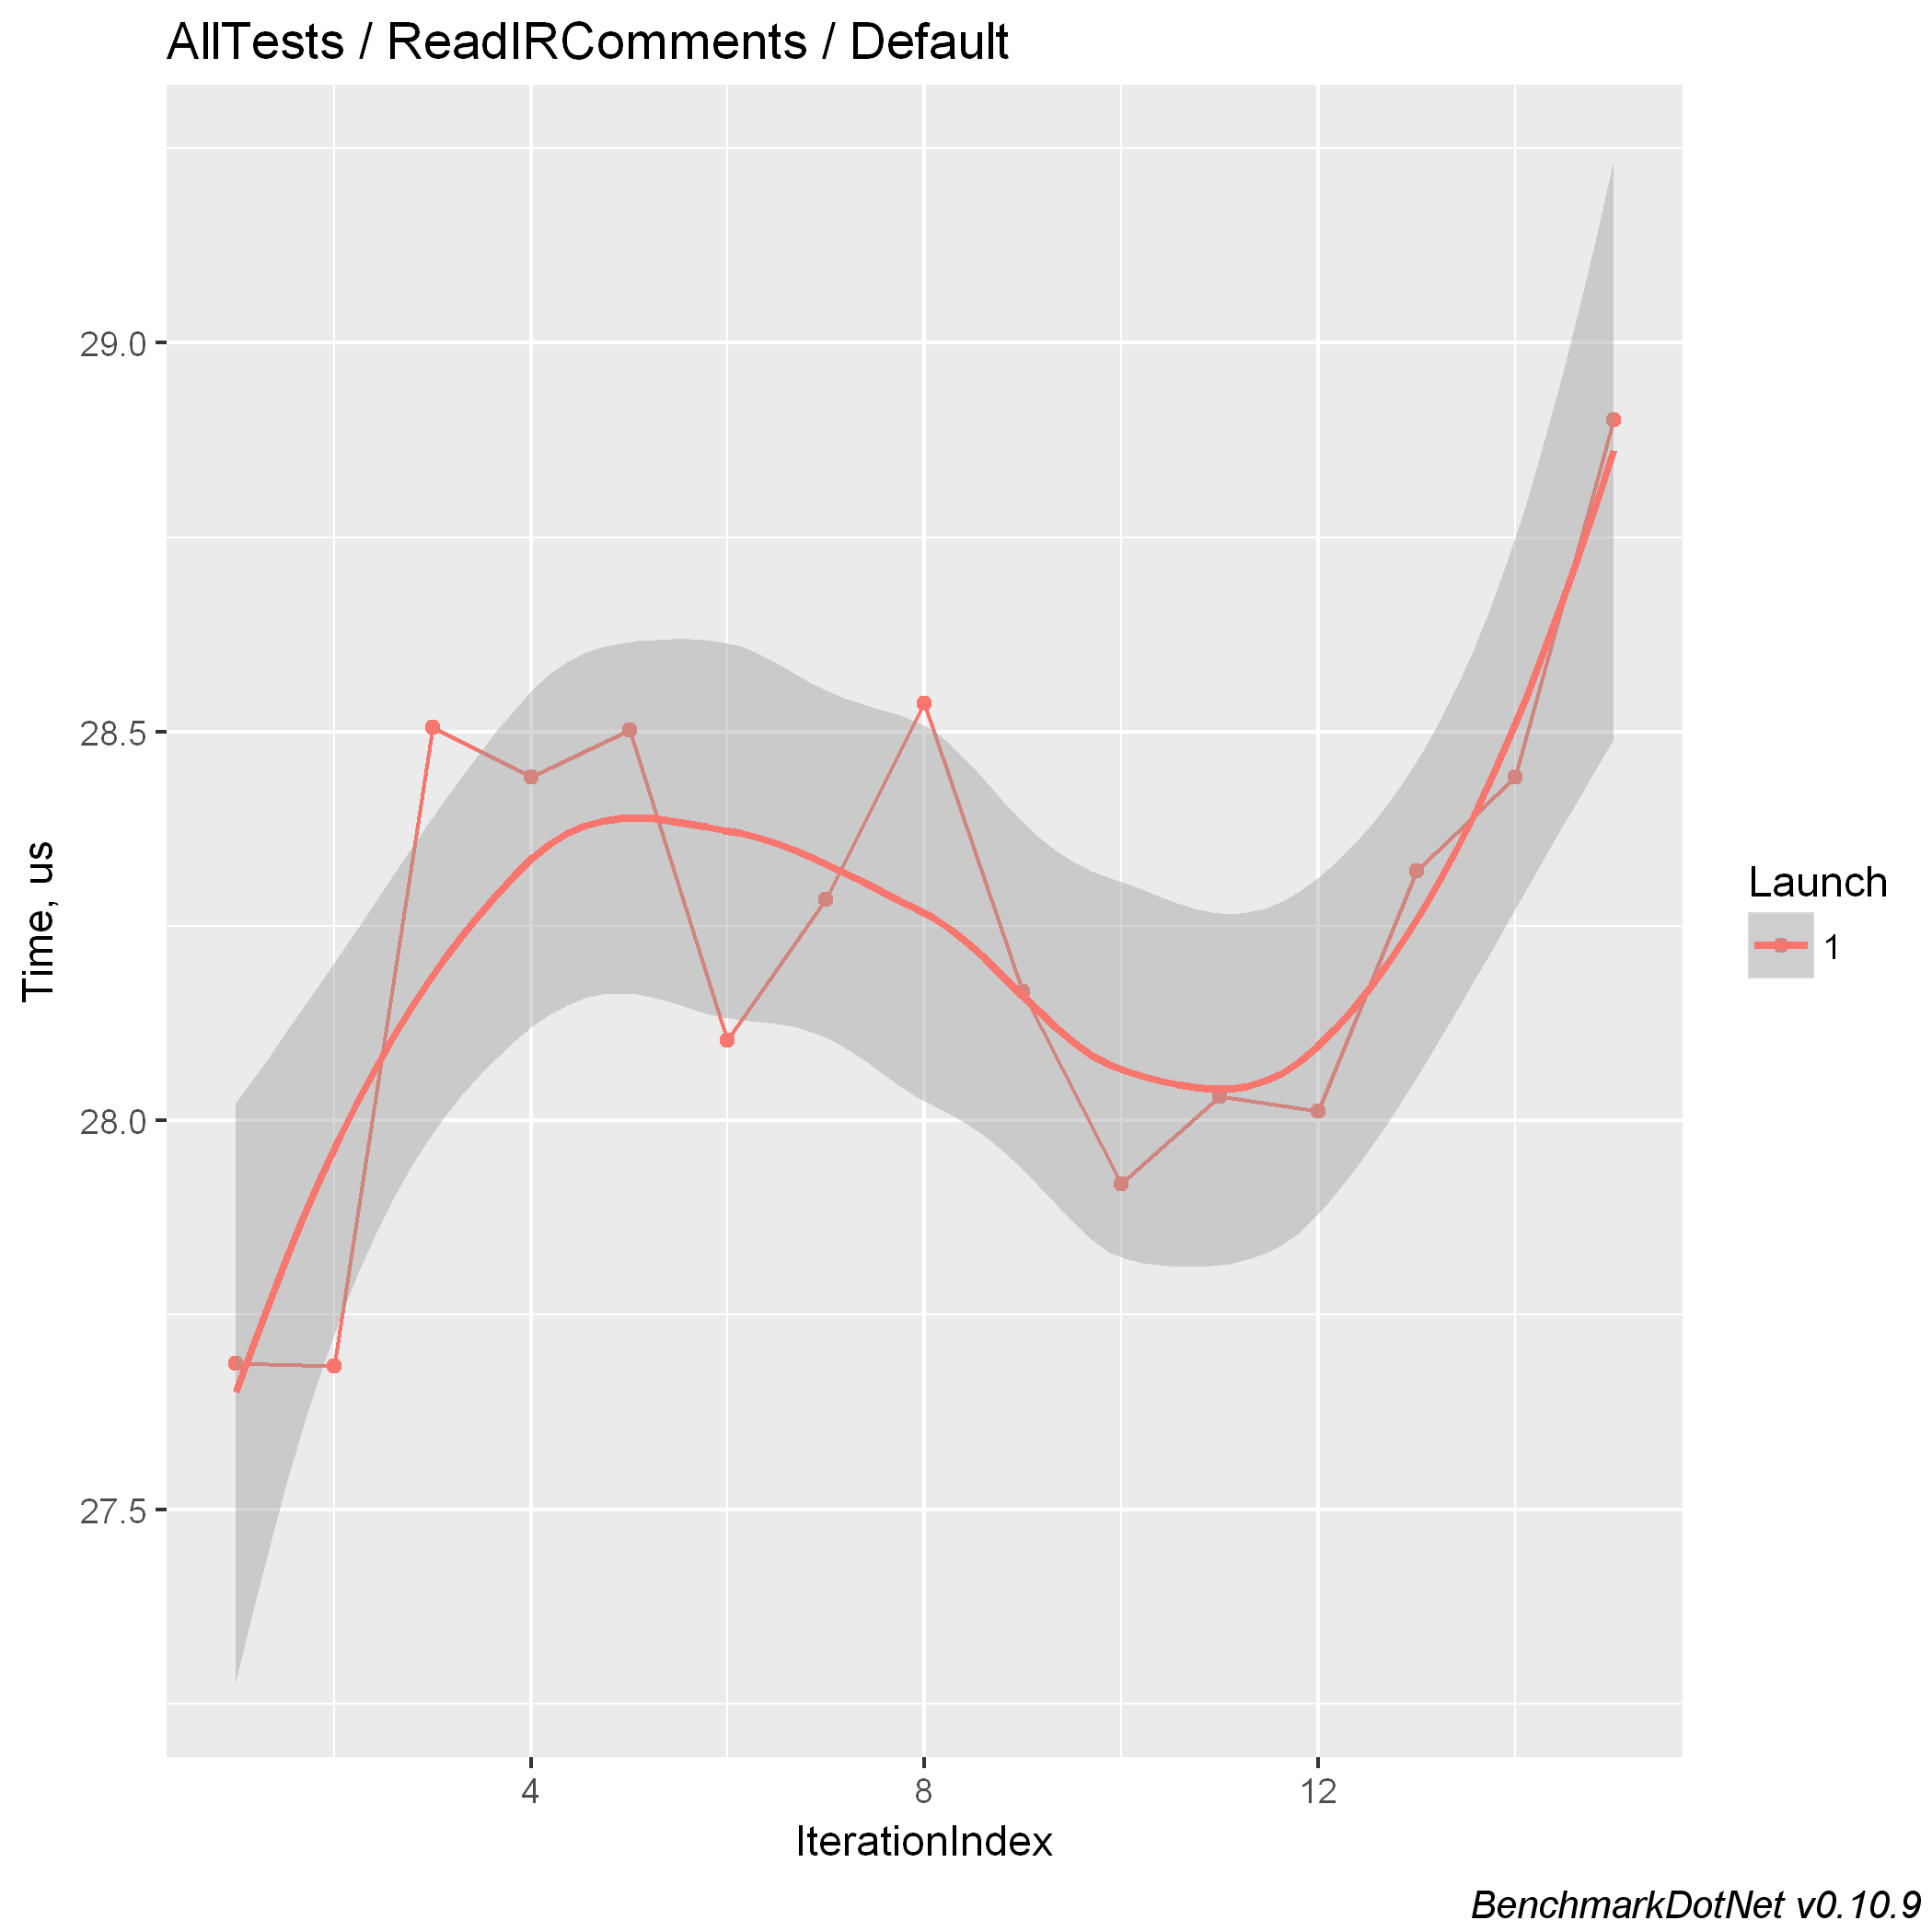 AllTests / ReadIRComments / Default
Time, us
29.0
28.5
28.0
27.5
4
8
12
IterationIndex
Launch
1
BenchmarkDotNet v0.10.9